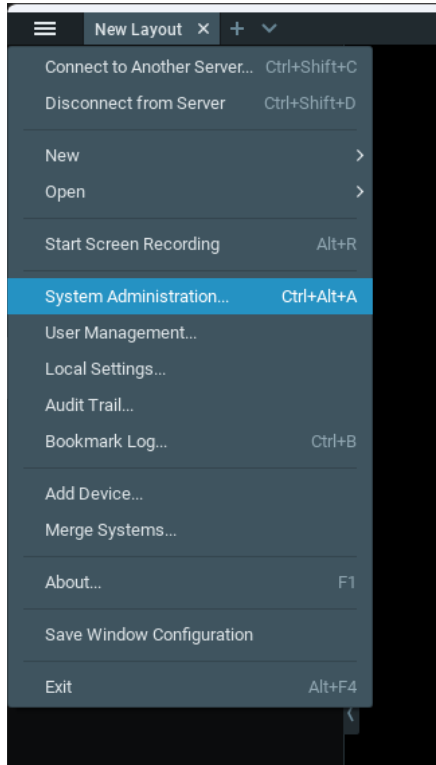 New Layout
Connect to Another Server... Ctrl+Shift+C
Disconnect from Server Ctrl+Shift+D
New
Open
Start Screen Recording Alt+R
System Administration... Ctrl+Alt+A
User Management...
Local Settings...
Audit Trail...
Bookmark Log... Ctrl+B
Add Device...
Merge Systems...
About... F1
Save Window Configuration
Exit Alt+F4